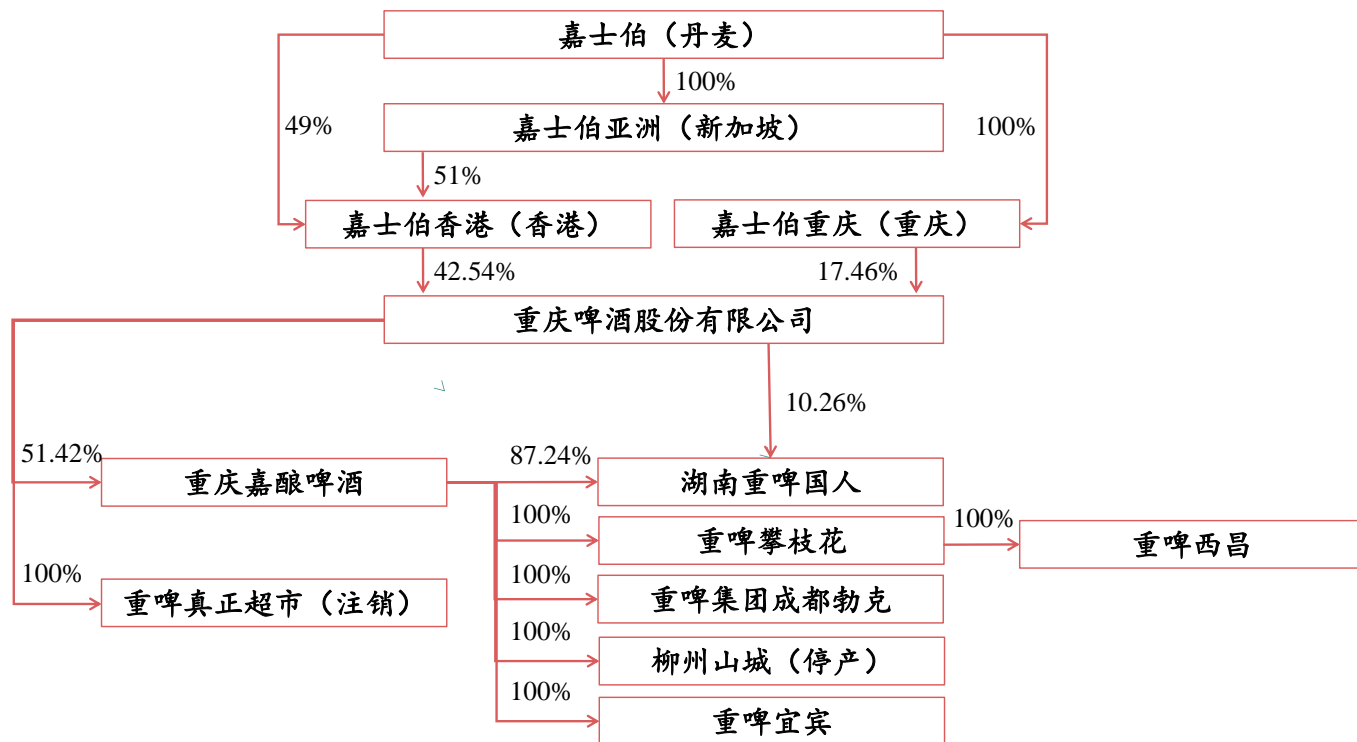 嘉士伯（丹麦）
100%
49%
嘉士伯亚洲（新加坡）
100%
51%
嘉士伯香港（香港）
嘉士伯重庆（重庆）
42.54%
17.46%
重庆啤酒股份有限公司
10.26%
51.42%
重庆嘉酿啤酒
87.24%
湖南重啤国人
100%
重啤攀枝花
100%
重啤西昌
100%
重啤真正超市（注销）
100%
重啤集团成都勃克
100%
柳州山城（停产）
100%
重啤宜宾